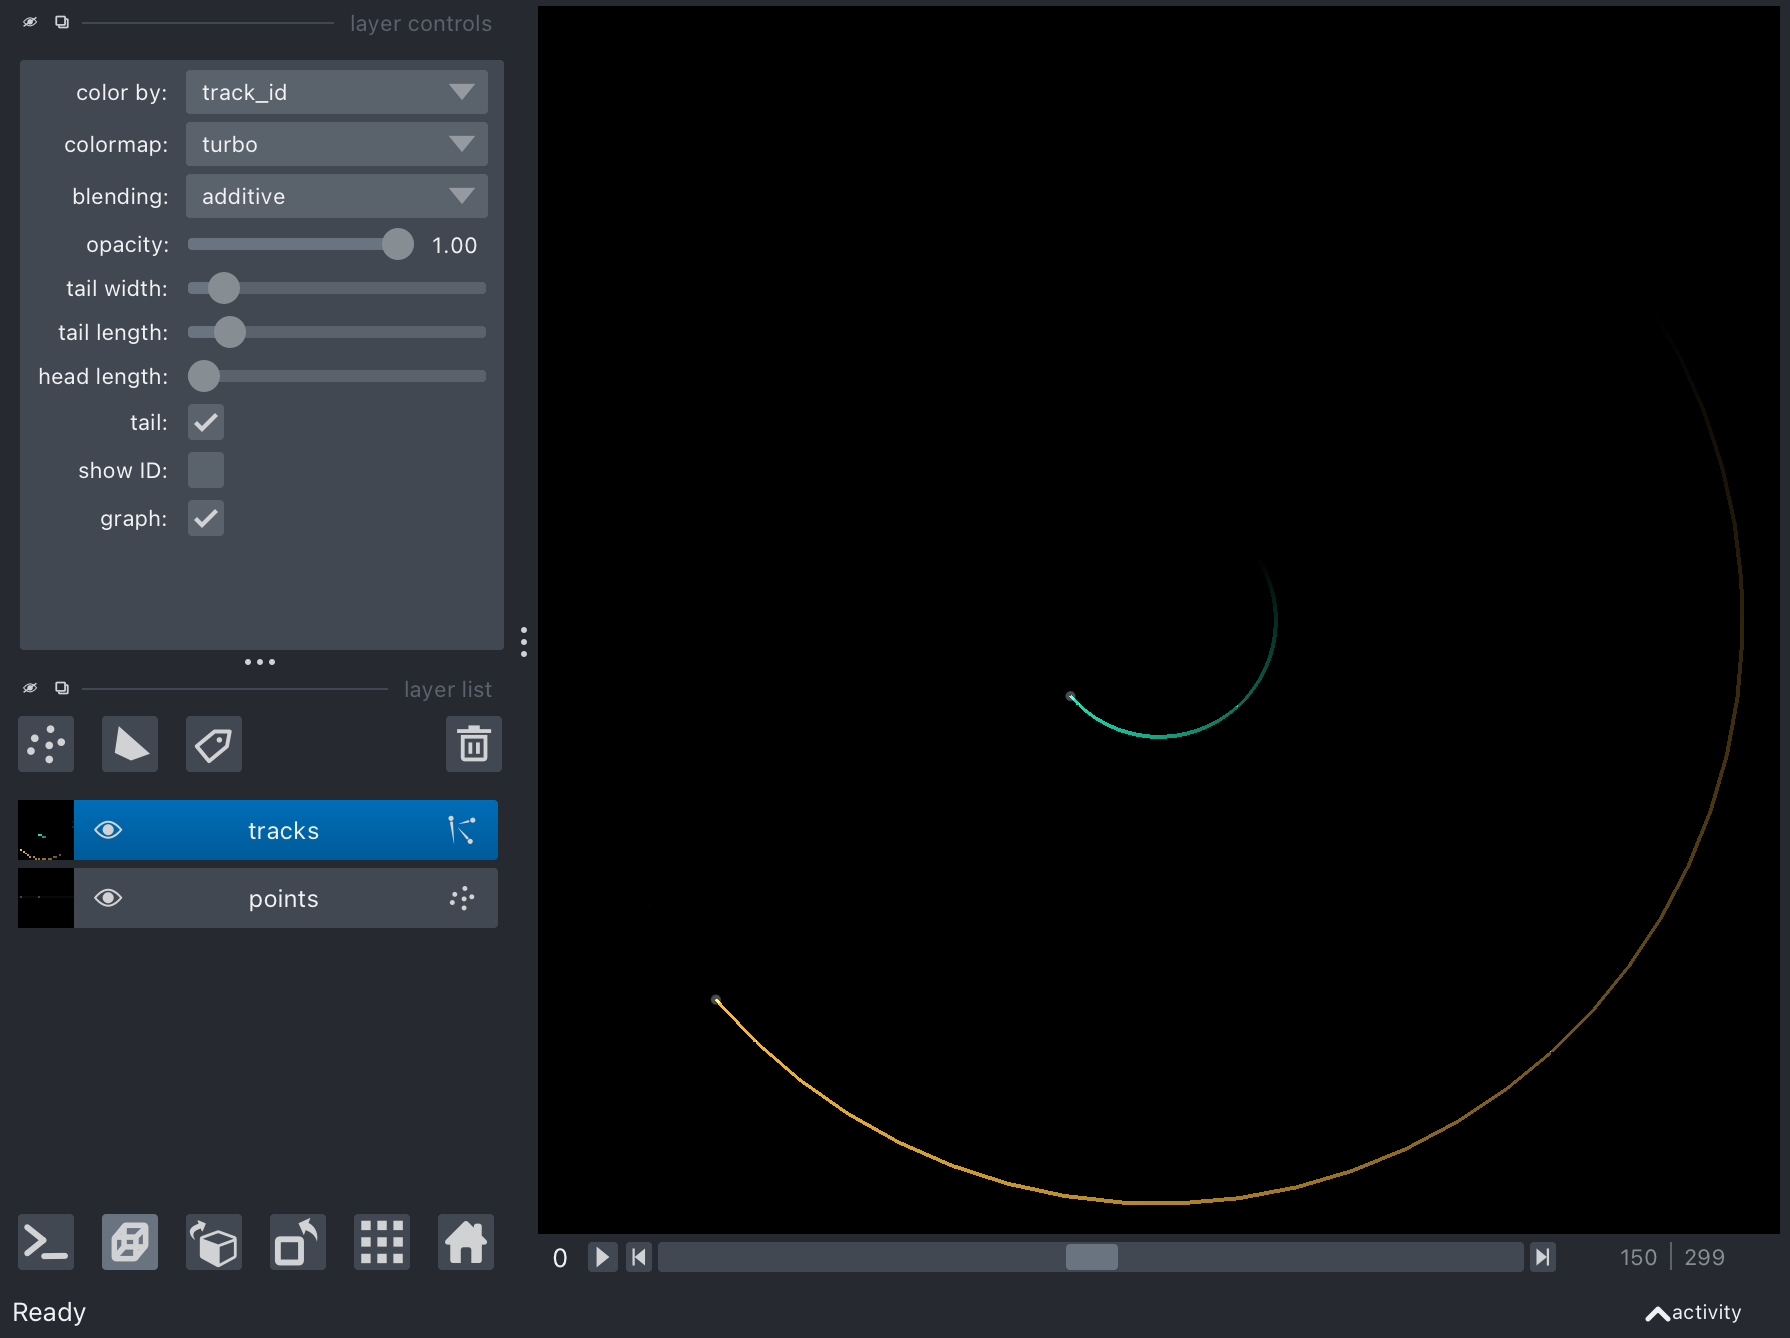 layer controls
color by: track_id
colormap: turbo
blending: additive
opacity: 1.00
tail width:
tail length:
head length:
tail:
show ID:
graph:
layer list
tracks
points
0 150 299
Ready activity